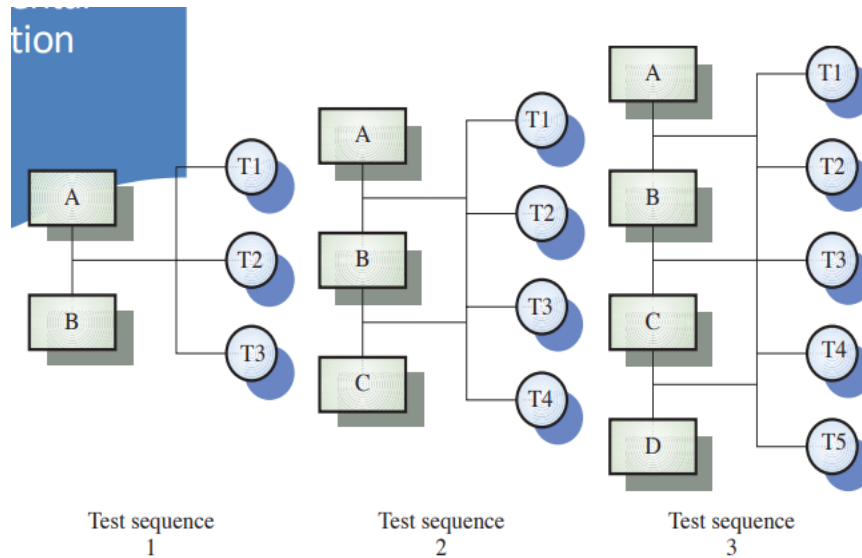 tion
A
B
T1
T2
T3
Test sequence
1
A
B
C
T1
T2
T3
T4
Test sequence
2
A
B
C
D
T1
T2
T3
T4
T5
Test sequence
3